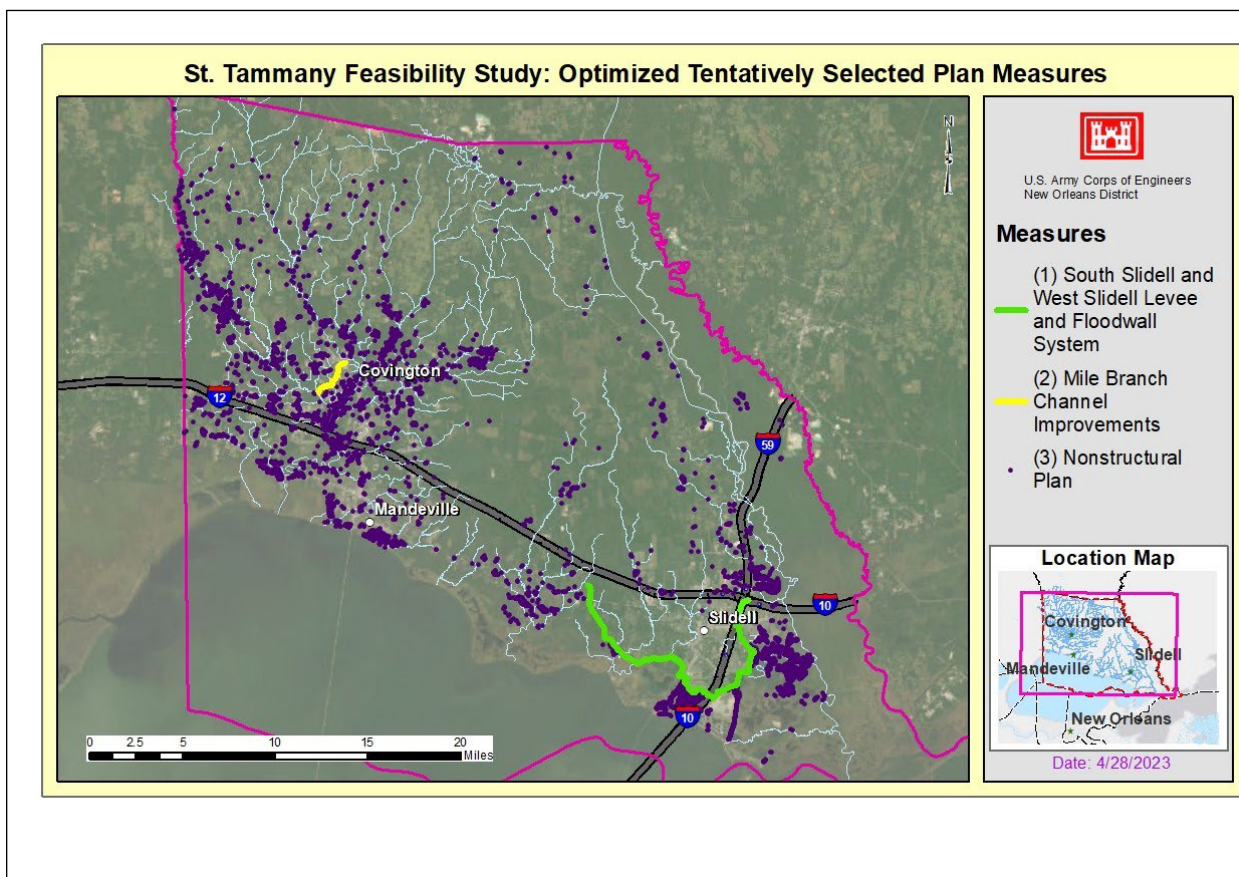 St. Tammany Feasibility Study: Optimized Tentatively Selected Plan Measures
N
S
Covington
12
59
Mandeville
Slidell
10
10
0 2.5 5 10 15 20
Miles
U.S. Army Corps of Engineers
New Orleans District
Measures
(1) South Slidell and
West Slidell Levee
and Floodwall
System
(2) Mile Branch
Channel
Improvements
(3) Nonstructural
Plan
Location Map
Covington
Slidell
Mandeville
New Orleans
Date: 4/28/2023